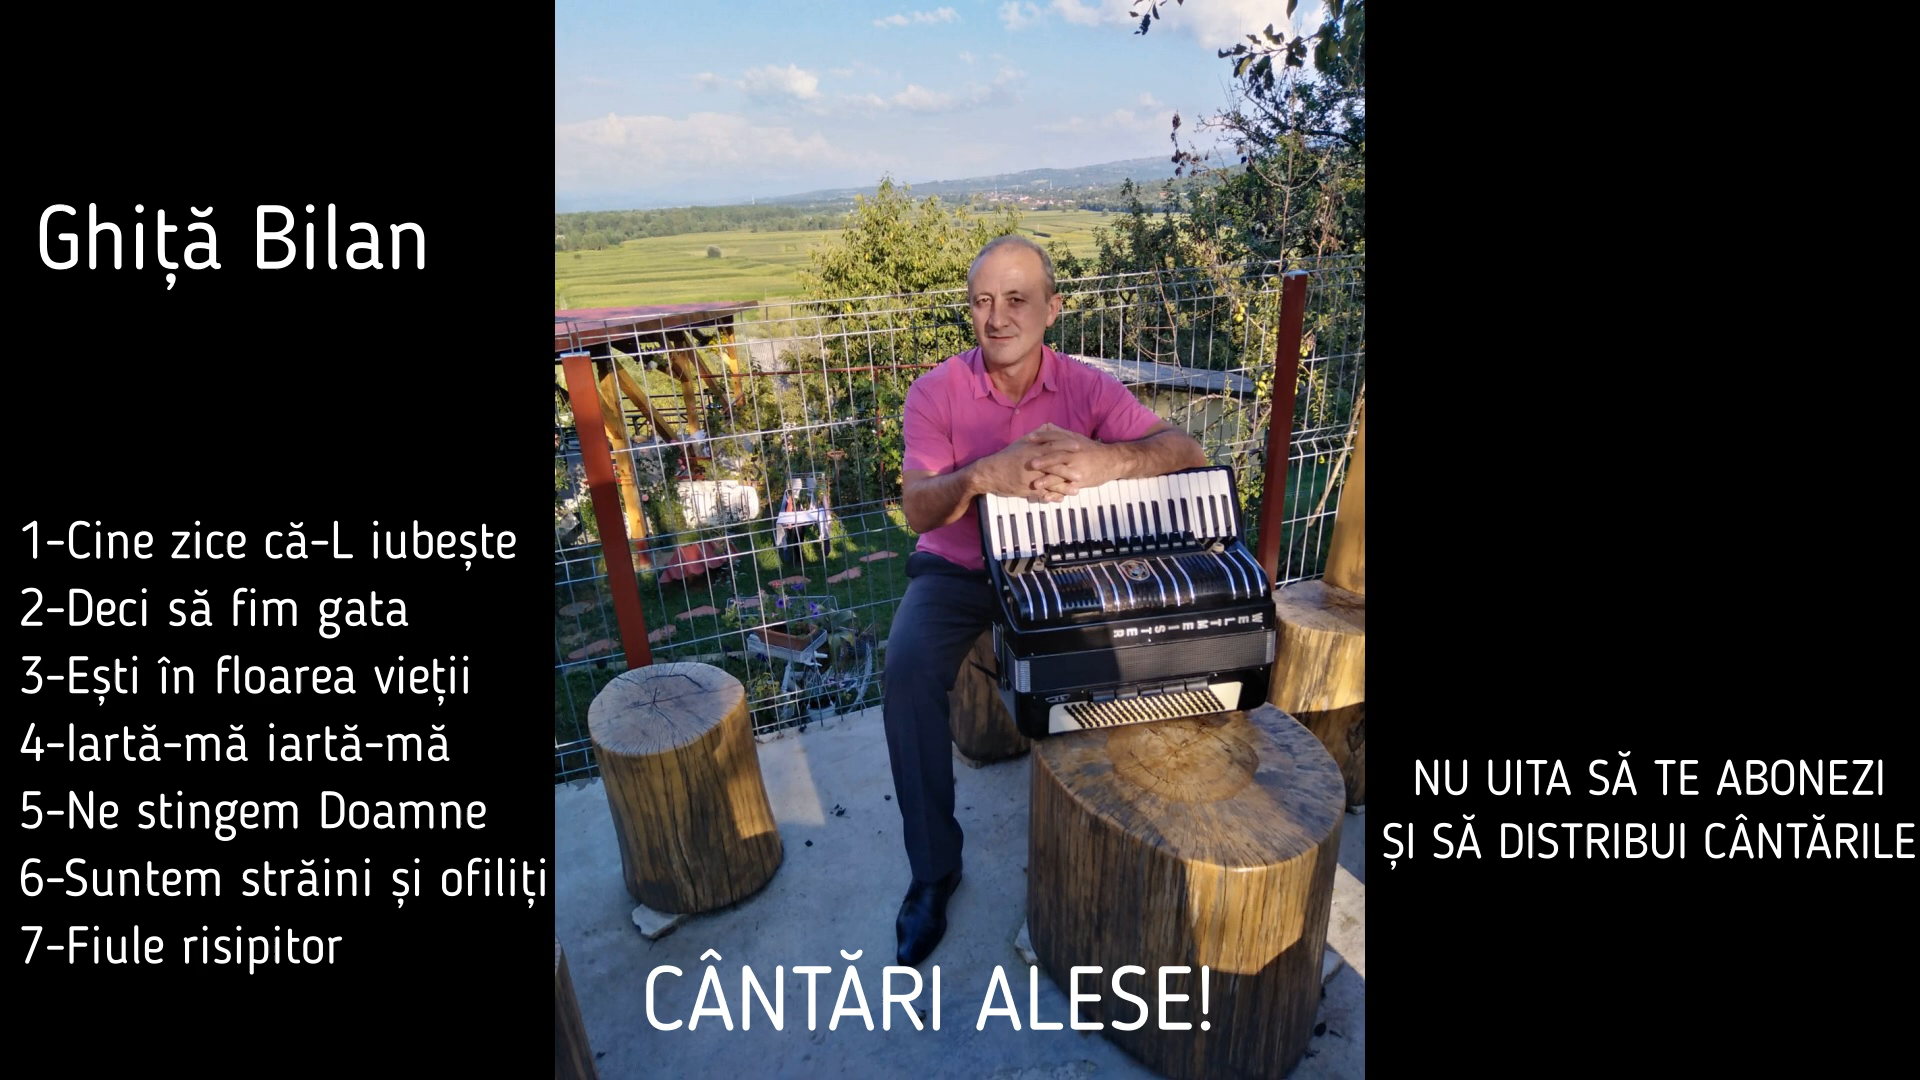 Ghiță Bilan
1-Cine zice că-L iubește
2-Deci să fim gata
3-Ești în floarea vieții
4-Iartă-mă iartă-mă
5-Ne stingem Doamne
6-Suntem străini și ofiliți
7-Fiule risipitor
WELTMEISTER
CÂNTĂRI ALESE!
NU UITA SĂ TE ABONEZI
ȘI SĂ DISTRIBUI CÂNTĂRILE